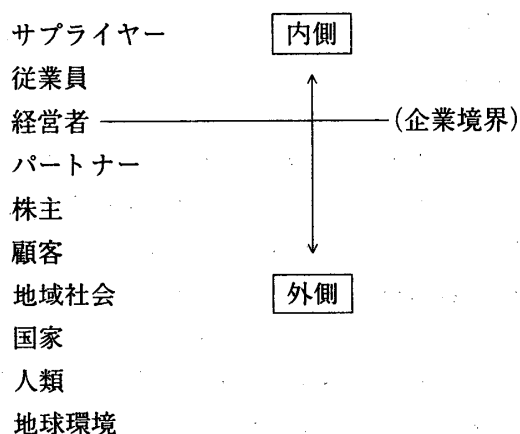 サプライヤー
内側
従業員
経営者
(企業境界)
パートナー
株主
顧客
地域社会
外側
国家
人類
地球環境